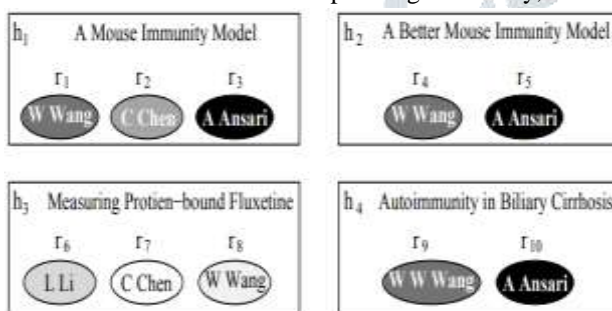 h1 A Mouse Immunity Model
r1 r2 r3
W Wang C Chen A Ansari
h2 A Better Mouse Immunity Model
r4 r5
W Wang A Ansari
h3 Measuring Protien-bound Fluxetine
r6 r7 r8
L Li C Chen W Wang
h4 Autoimmunity in Biliary Cirrhosis
r9 r10
W W Wang A Ansari